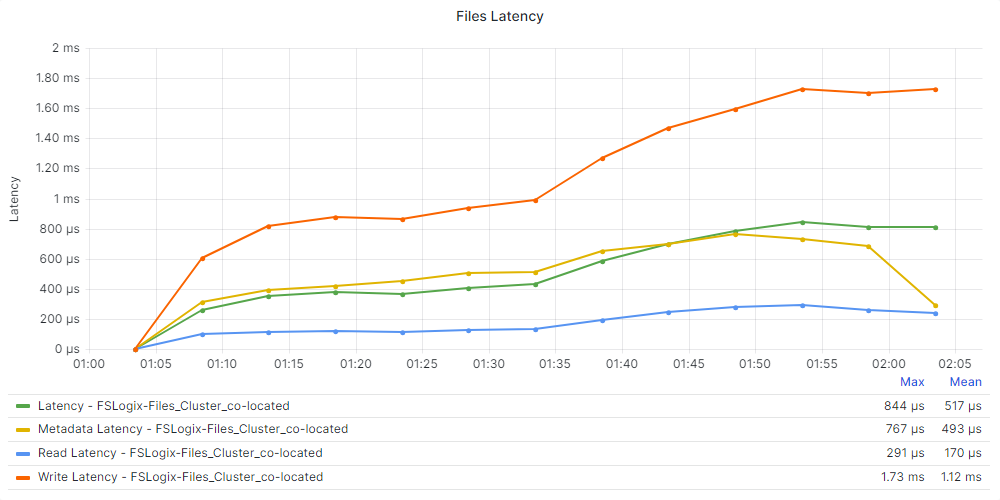 Files Latency
2 ms
1.80 ms
1.60 ms
1.40 ms
1.20 ms
1 ms
800 µs
600 µs
400 µs
200 µs
0 µs
Latency
01:00 01:05 01:10 01:15 01:20 01:25 01:30 01:35 01:40 01:45 01:50 01:55 02:00 02:05
Max Mean
Latency - FSLogix-Files_Cluster_co-located 844 µs 517 µs
Metadata Latency - FSLogix-Files_Cluster_co-located 767 µs 493 µs
Read Latency - FSLogix-Files_Cluster_co-located 291 µs 170 µs
Write Latency - FSLogix-Files_Cluster_co-located 1.73 ms 1.12 ms